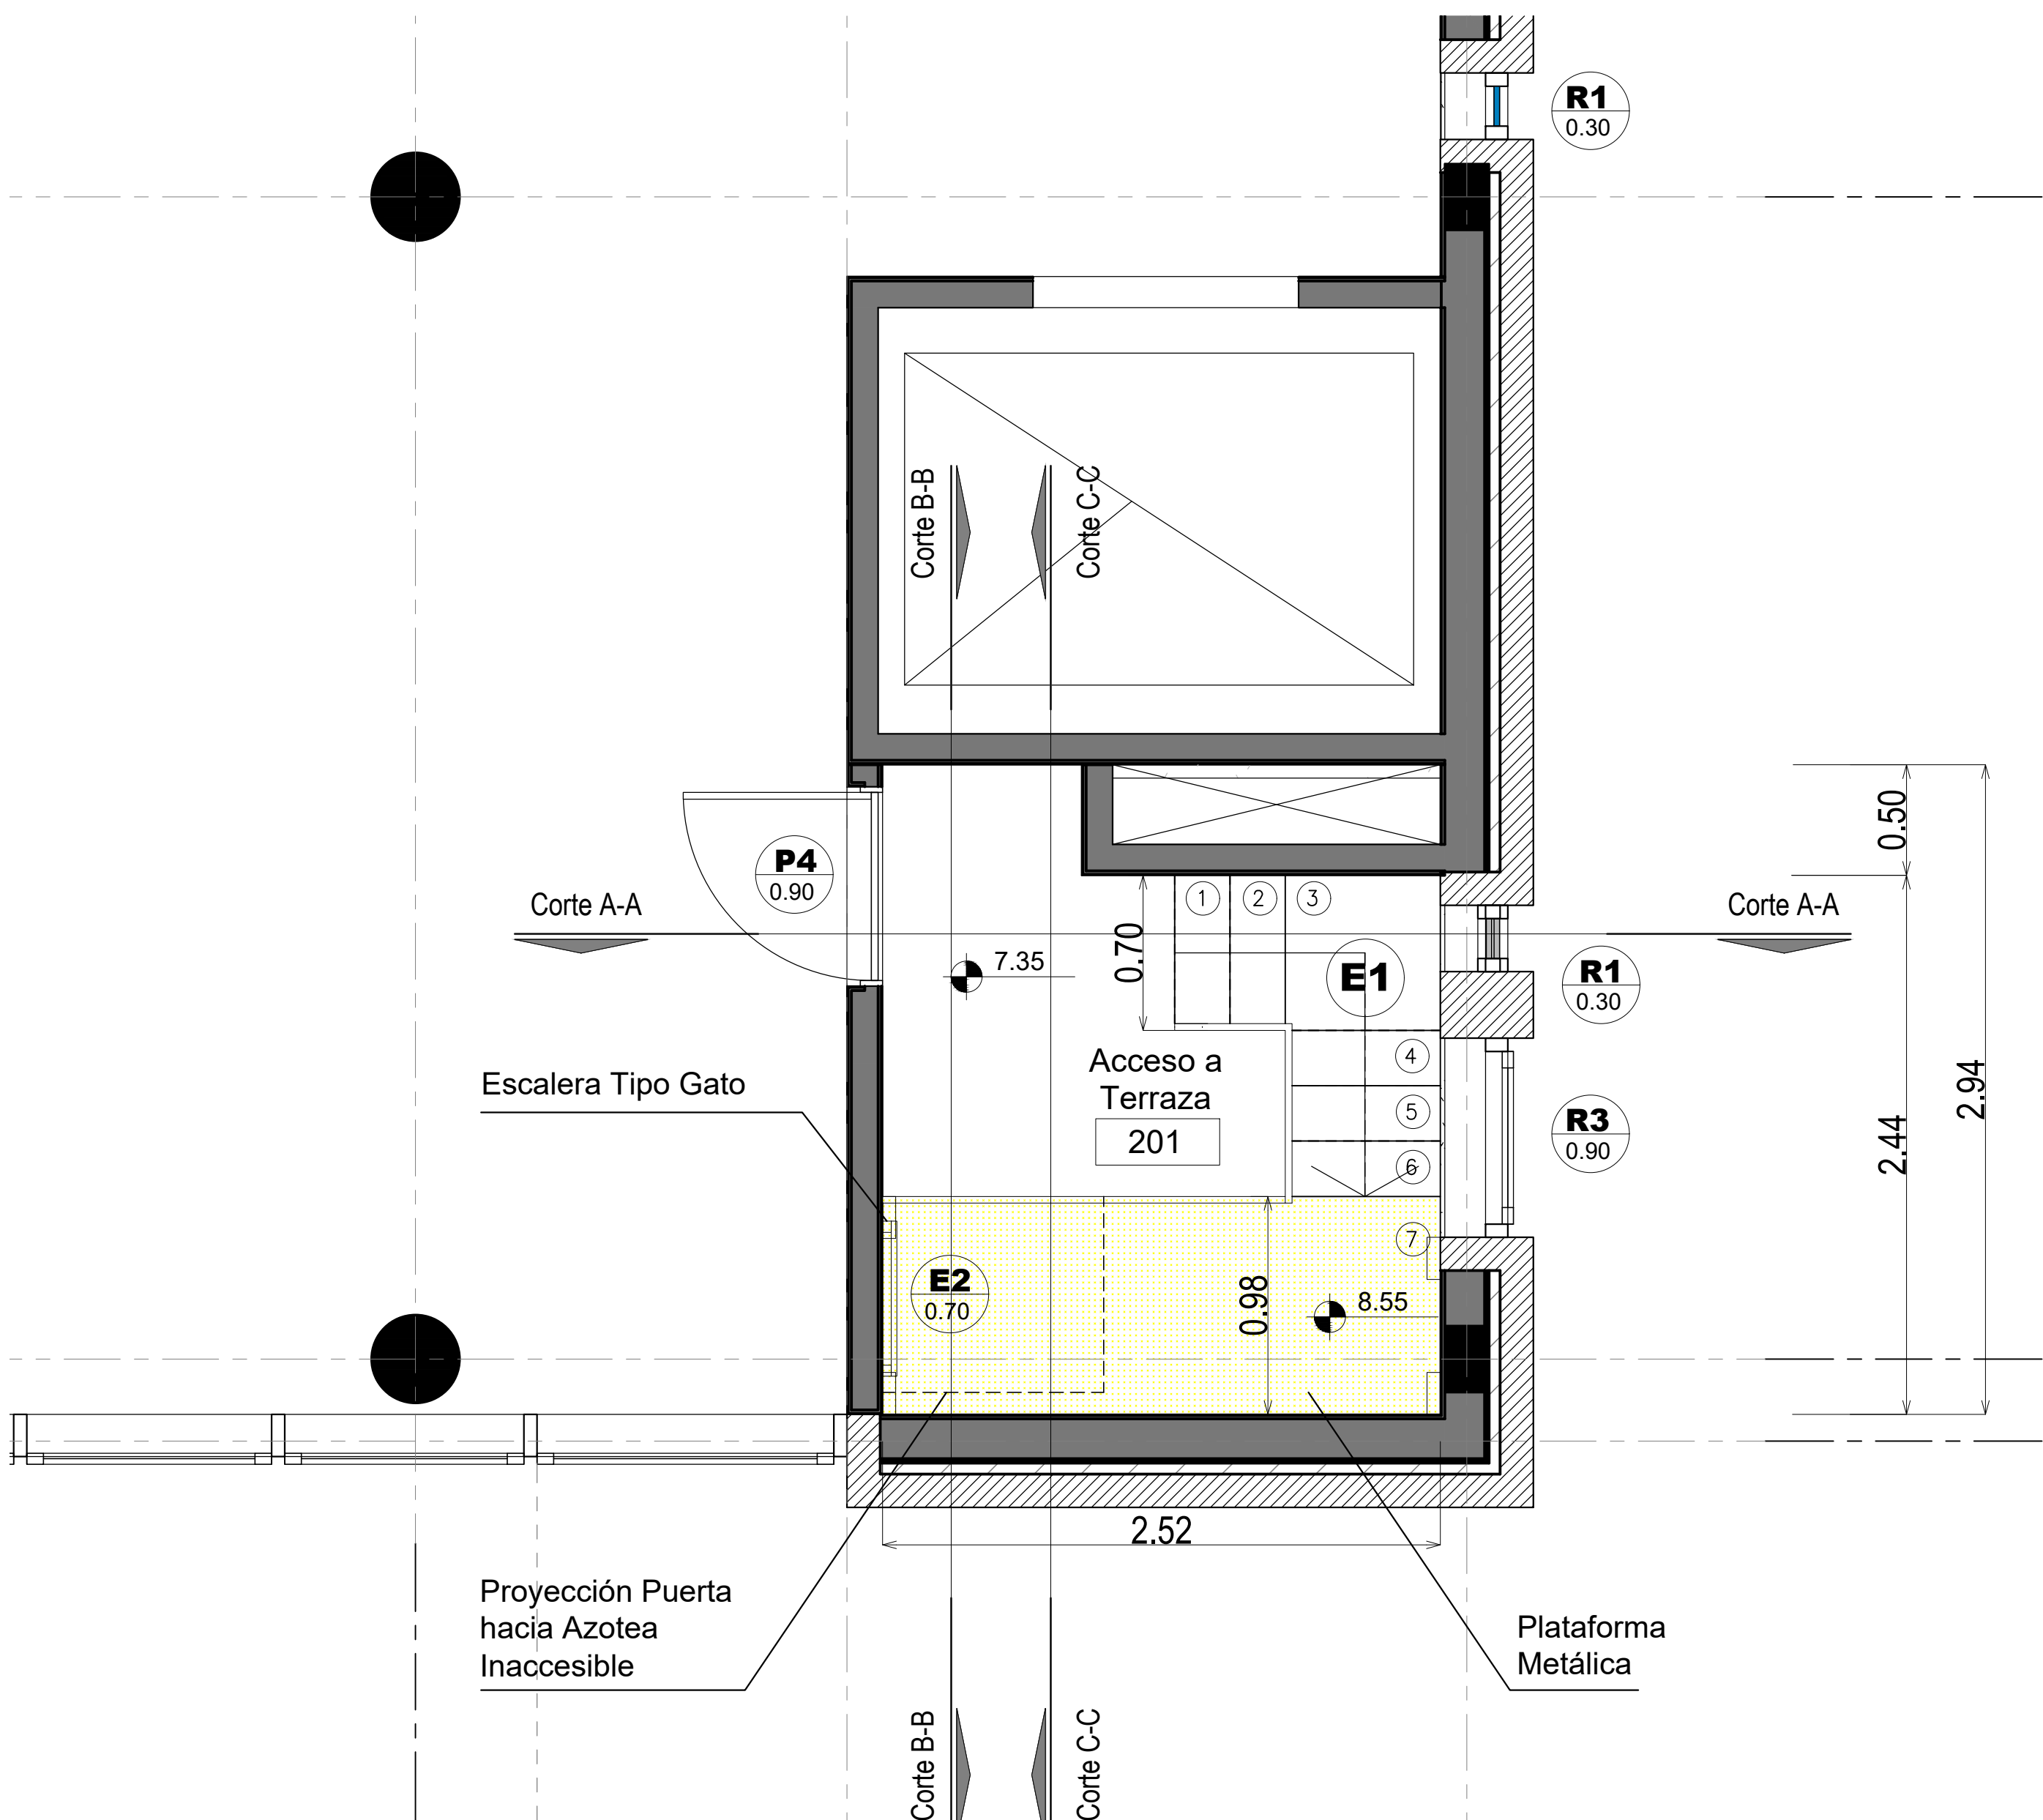 R1
0.30
Corte B-B
Corte C-C
0.50
P4
0.90
Corte A-A
Corte A-A
1
2
3
7.35
0.70
E1
R1
0.30
Acceso a
Terraza
201
4
5
6
Escalera Tipo Gato
R3
0.90
2.94
2.44
7
E2
0.70
0.98
8.55
2.52
Proyección Puerta
hacia Azotea
Inaccesible
Plataforma
Metálica
Corte B-B
Corte C-C